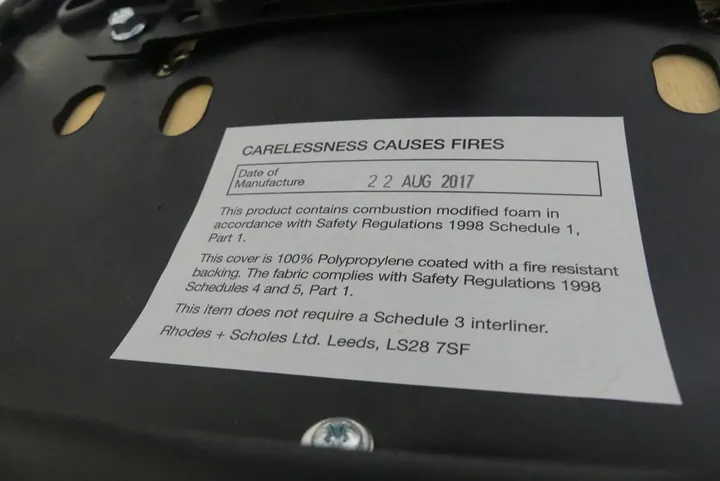 CARELESSNESS CAUSES FIRES
Date of
Manufacture
22 AUG 2017
This product contains combustion modified foam in
accordance with Safety Regulations 1998 Schedule 1,
Part 1.
This cover is 100% Polypropylene coated with a fire resistant
backing. The fabric complies with Safety Regulations 1998
Schedules 4 and 5, Part 1.
This item does not require a Schedule 3 interliner.
Rhodes + Scholes Ltd. Leeds, LS28 7SF